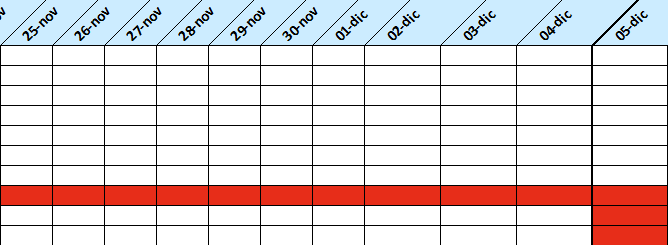 25-nov
26-nov
27-nov
28-nov
29-nov
30-nov
01-dic
02-dic
03-dic
04-dic
05-dic